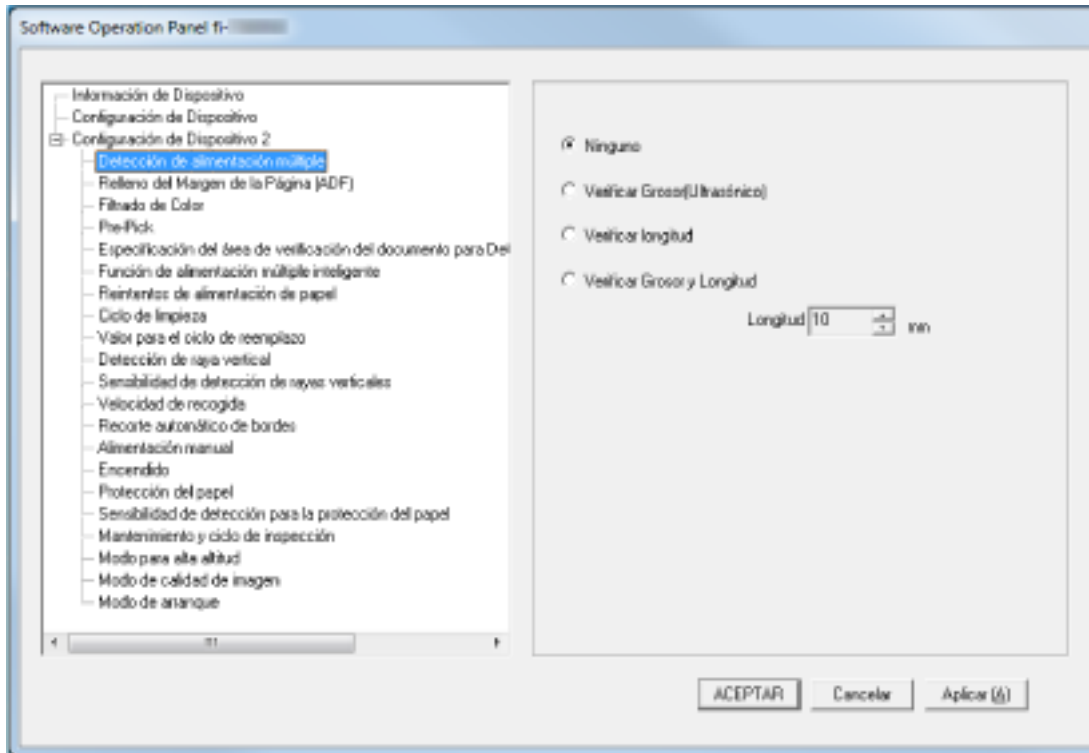 Software Operation Panel fi-
Información de Dispositivo
Configuración de Dispositivo
Configuración de Dispositivo 2
Detección de alimentación múltiple
Relleno del Margen de la Página (ADF)
Filtrado de Color
Pre-Pick
Especificación del área de verificación del documento para Det
Función de alimentación múltiple inteligente
Reintentos de alimentación de papel
Ciclo de limpieza
Valor para el ciclo de reemplazo
Detección de raya vertical
Sensibilidad de detección de rayas verticales
Velocidad de recogida
Recorte automático de bordes
Alimentación manual
Encendido
Protección del papel
Sensibilidad de detección para la protección del papel
Mantenimiento y ciclo de inspección
Modo para alta altitud
Modo de calidad de imagen
Modo de arranque
Ninguno
Verificar Grosor(Ultrasónico)
Verificar longitud
Verificar Grosor y Longitud
Longitud 10 mm
ACEPTAR Cancelar Aplicar (A)